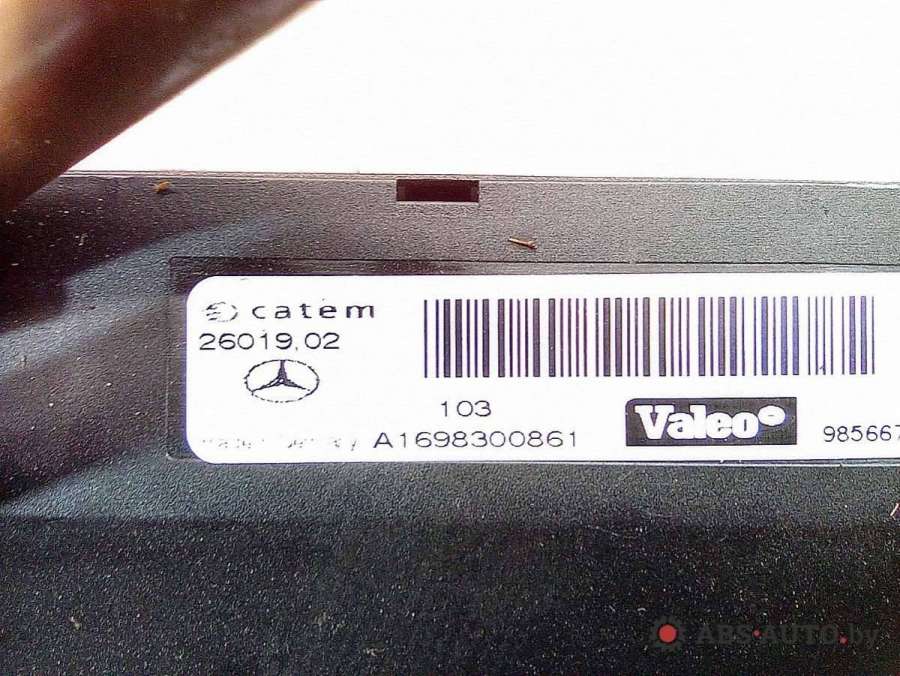 catem
26019.02
103
A1698300861
Valeo
985667
ABS-AUTO.by